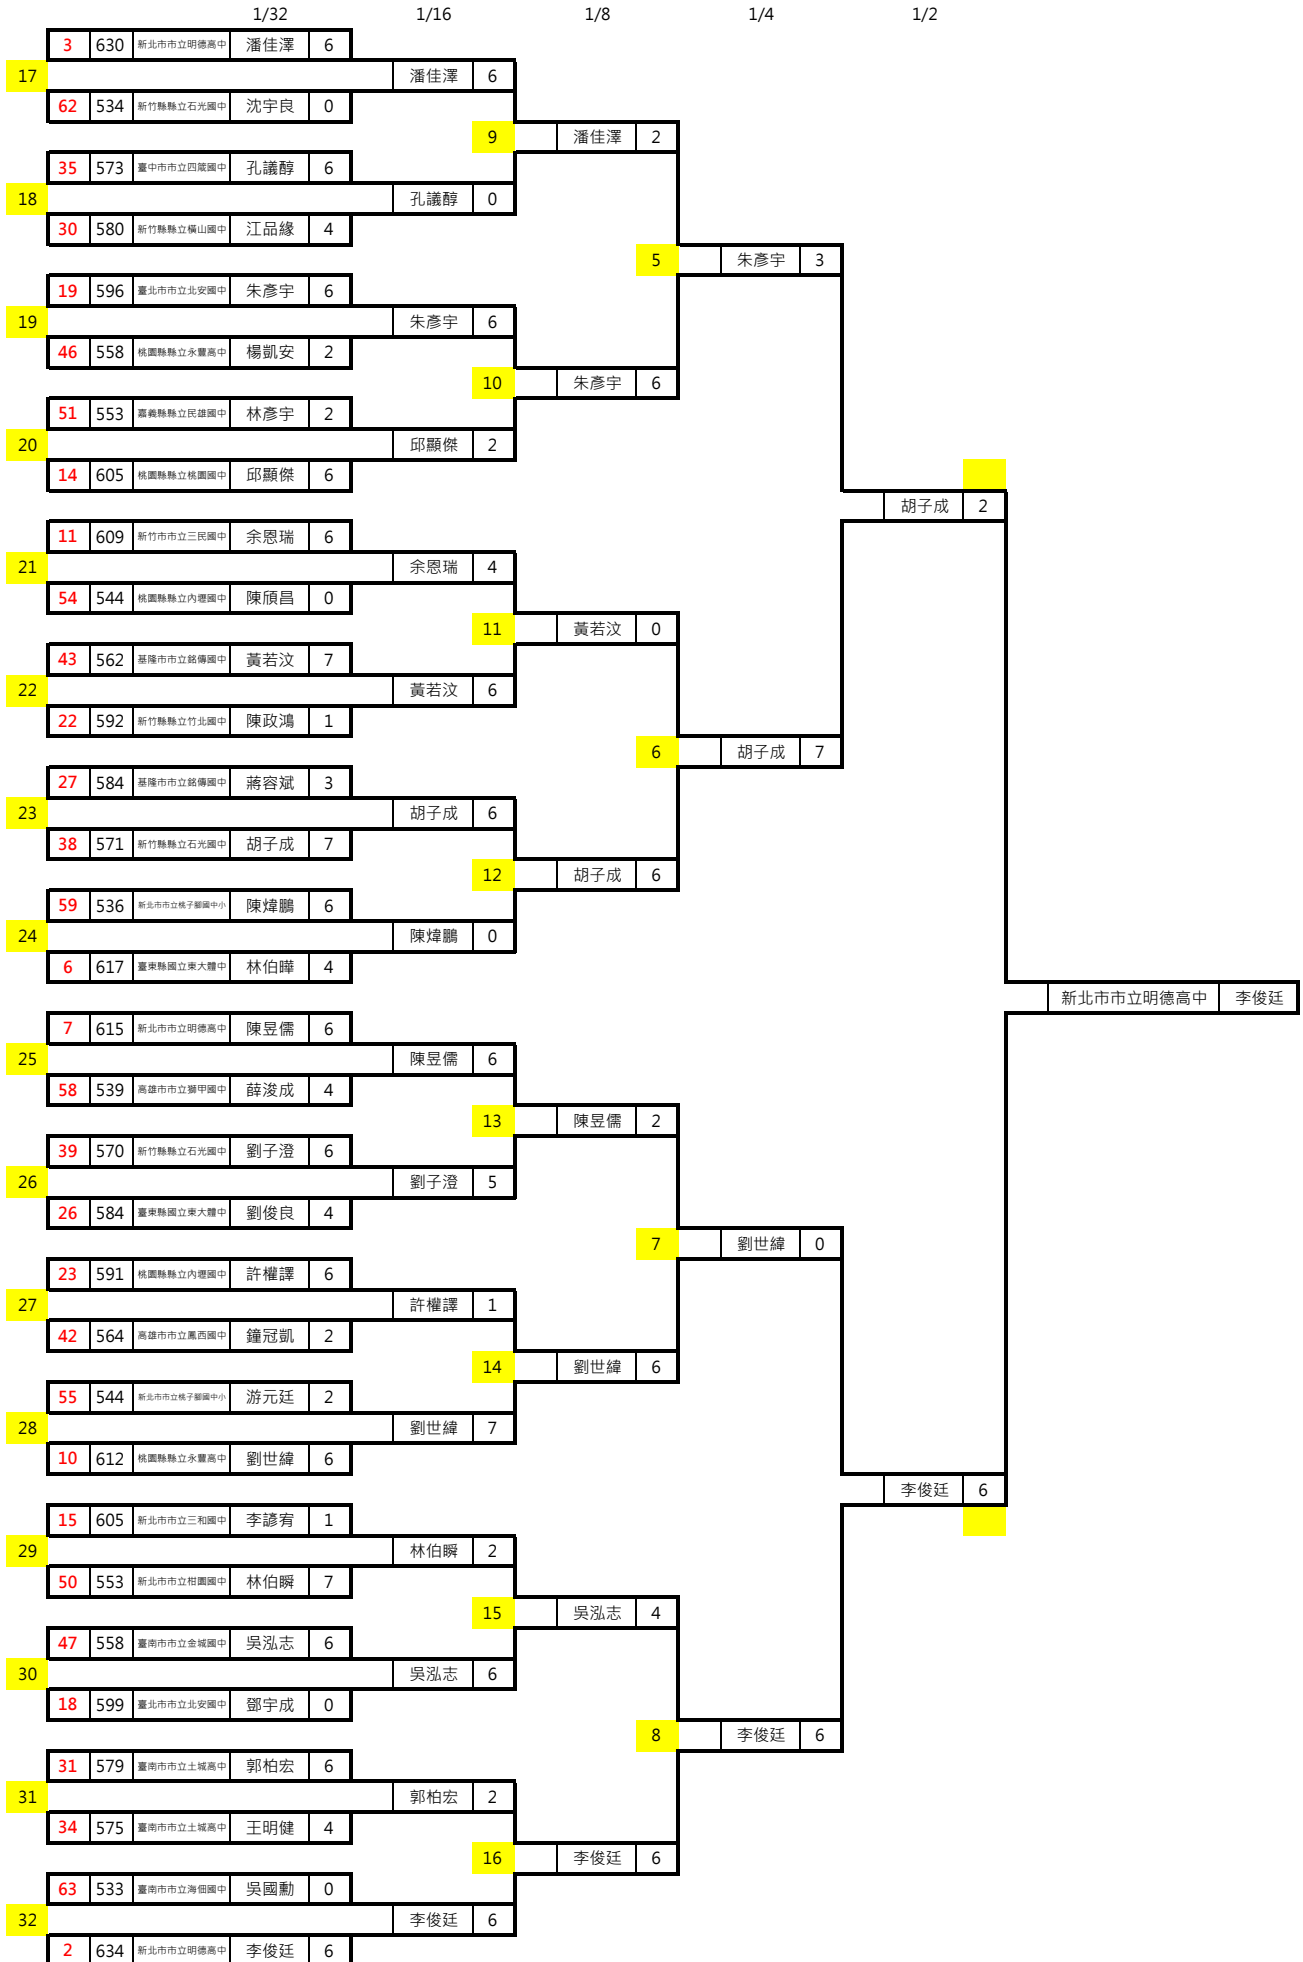 1/32 1/16 1/8 1/4 1/2
3 630 新北市市立明德高中 潘佳澤 6
17 潘佳澤 6
62 534 新竹縣縣立石光國中 沈宇良 0
9 潘佳澤 2
35 573 臺中市市立四箴國中 孔議醇 6
18 孔議醇 0
30 580 新竹縣縣立橫山國中 江品緣 4
5 朱彥宇 3
19 596 臺北市市立北安國中 朱彥宇 6
19 朱彥宇 6
46 558 桃園縣縣立永豐高中 楊凱安 2
10 朱彥宇 6
51 553 嘉義縣縣立民雄國中 林彥宇 2
20 邱顯傑 2
14 605 桃園縣縣立桃園國中 邱顯傑 6
胡子成 2
11 609 新竹市市立三民國中 余恩瑞 6
21 余恩瑞 4
54 544 桃園縣縣立內壢國中 陳頎昌 0
11 黃若汶 0
43 562 基隆市市立銘傳國中 黃若汶 7
22 黃若汶 6
22 592 新竹縣縣立竹北國中 陳政鴻 1
6 胡子成 7
27 584 基隆市市立銘傳國中 蔣容斌 3
23 胡子成 6
38 571 新竹縣縣立石光國中 胡子成 7
12 胡子成 6
59 536 新北市市立桃子腳國中小 陳煒鵬 6
24 陳煒鵬 0
6 617 臺東縣國立東大體中 林伯曄 4
新北市市立明德高中 李俊廷
7 615 新北市市立明德高中 陳昱儒 6
25 陳昱儒 6
58 539 高雄市市立獅甲國中 薛浚成 4
13 陳昱儒 2
39 570 新竹縣縣立石光國中 劉子澄 6
26 劉子澄 5
26 584 臺東縣國立東大體中 劉俊良 4
7 劉世緯 0
23 591 桃園縣縣立內壢國中 許權譯 6
27 許權譯 1
42 564 高雄市市立鳳西國中 鐘冠凱 2
14 劉世緯 6
55 544 新北市市立桃子腳國中小 游元廷 2
28 劉世緯 7
10 612 桃園縣縣立永豐高中 劉世緯 6
李俊廷 6
15 605 新北市市立三和國中 李諺宥 1
29 林伯瞬 2
50 553 新北市市立柑園國中 林伯瞬 7
15 吳泓志 4
47 558 臺南市市立金城國中 吳泓志 6
30 吳泓志 6
18 599 臺北市市立北安國中 鄧宇成 0
8 李俊廷 6
31 579 臺南市市立土城高中 郭柏宏 6
31 郭柏宏 2
34 575 臺南市市立土城高中 王明健 4
16 李俊廷 6
63 533 臺南市市立海佃國中 吳國勳 0
32 李俊廷 6
2 634 新北市市立明德高中 李俊廷 6